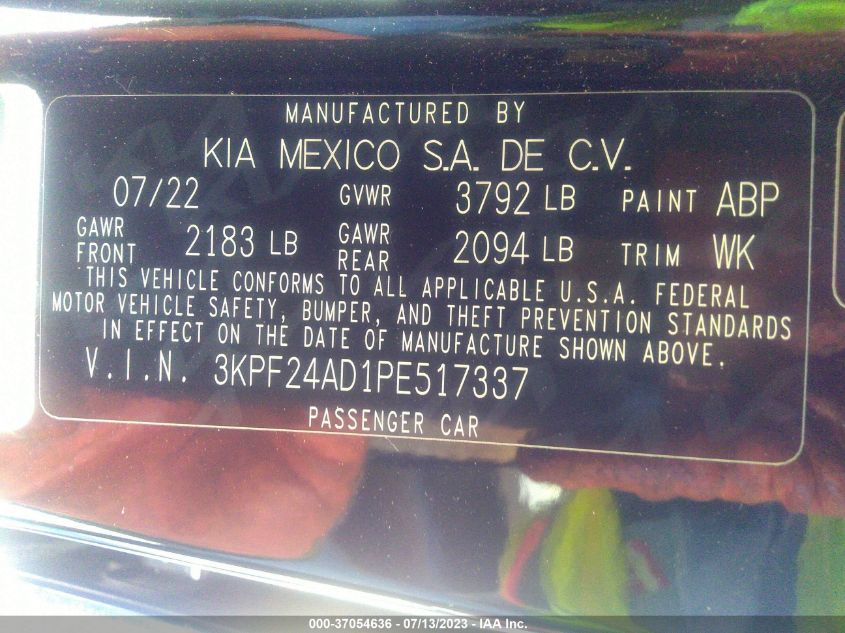 MANUFACTURED BY
KIA MEXICO S.A. DE C.V.
07/22 GVWR 3792 LB PAINT ABP
GAWR FRONT 2183 LB GAWR REAR 2094 LB TRIM WK
THIS VEHICLE CONFORMS TO ALL APPLICABLE U.S.A. FEDERAL
MOTOR VEHICLE SAFETY, BUMPER, AND THEFT PREVENTION STANDARDS
IN EFFECT ON THE DATE OF MANUFACTURE SHOWN ABOVE.
V.I.N. 3KPF24AD1PE517337
PASSENGER CAR
000-37054636 - 07/13/2023 - IAA Inc.